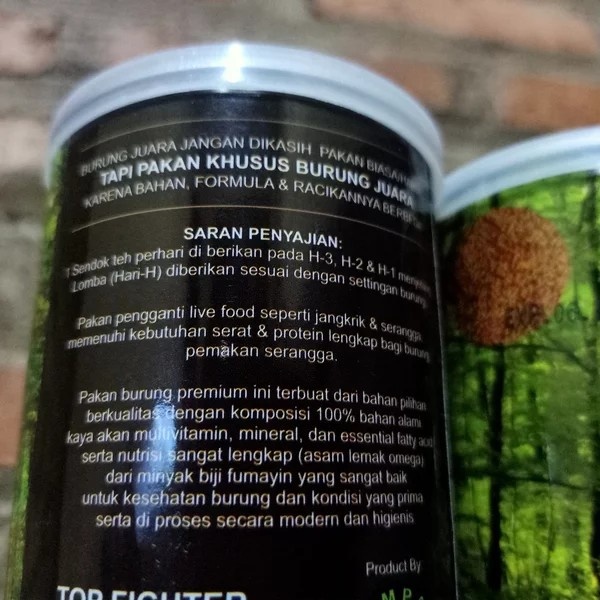 BURUNG JUARA JANGAN DIKASIH PAKAN BIASA
TAPI PAKAN KHUSUS BURUNG JUARA
KARENA BAHAN, FORMULA & RACIKANNYA
SARAN PENYAJIAN:
1 Sendok teh perhari di berikan pada H-3, H-2 & H-1
Lomba (Hari-H) diberikan sesuai dengan settingan burung
Pakan pengganti live food seperti jangkrik & serangga
memenuhi kebutuhan serat & protein lengkap bagi burung
pemakan serangga.
Pakan burung premium ini terbuat dari bahan pilihan
berkualitas dengan komposisi 100% bahan alami
kaya akan multivitamin, mineral, dan essential fatty acid
serta nutrisi sangat lengkap (asam lemak omega)
dari minyak biji fumayin yang sangat baik
untuk kesehatan burung dan kondisi yang prima
serta di proses secara modern dan higienis
Product By
M.P
TOP FIGHTER
EXP. 06